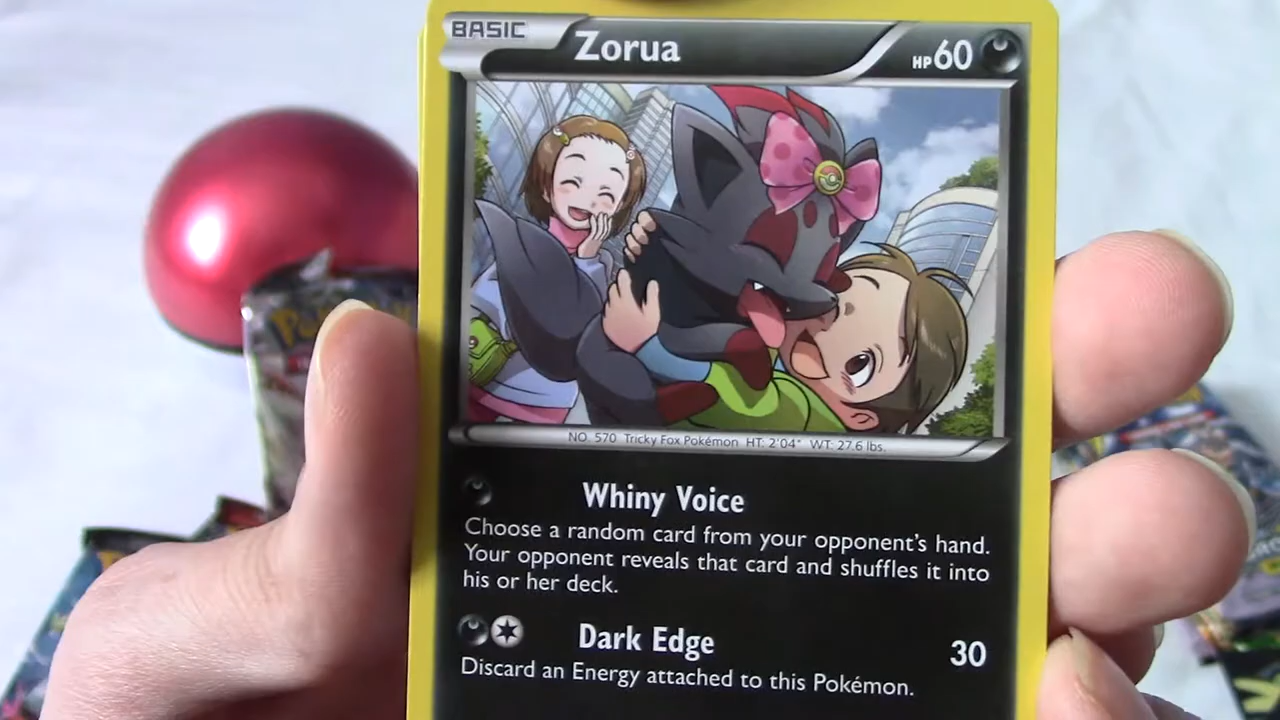 BASIC
Zorua
HP60
NO. 570 Tricky Fox Pokémon HT: 2'04" WT: 27.6 lbs.
Whiny Voice
Choose a random card from your opponent's hand.
Your opponent reveals that card and shuffles it into
his or her deck.
Dark Edge 30
Discard an Energy attached to this Pokémon.